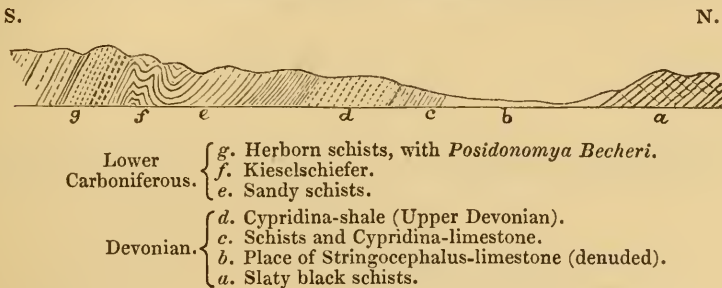 S. N.
g f e d c b a
g. Herborn schists, with Posidonomya Becheri.
Lower Carboniferous. f. Kieselschiefer.
e. Sandy schists.
d. Cypridina-shale (Upper Devonian).
Devonian. c. Schists and Cypridina-limestone.
b. Place of Stringocephalus-limestone (denuded).
a. Slaty black schists.